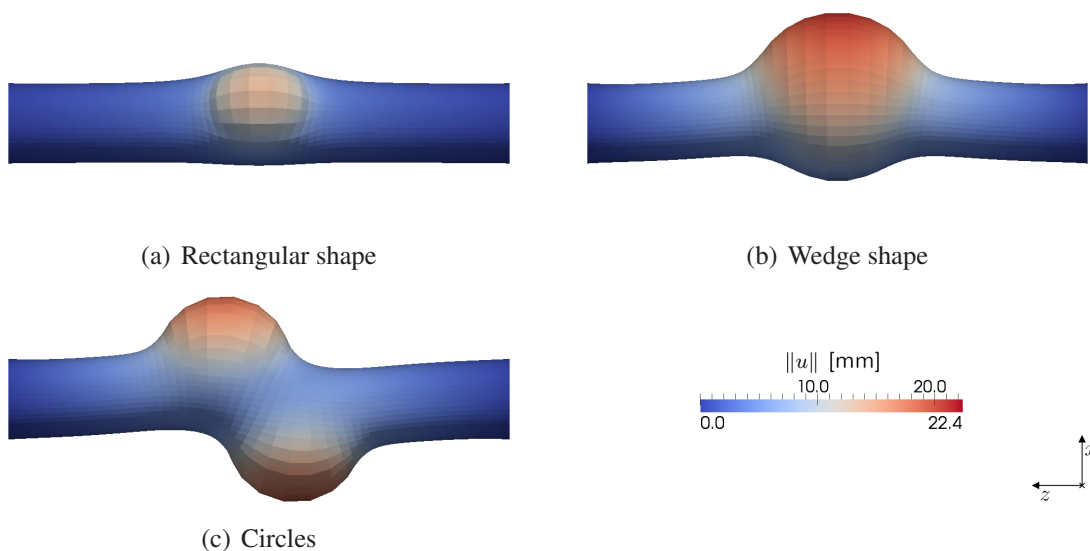 (a) Rectangular shape
(b) Wedge shape
(c) Circles
‖u‖ [mm]
10.0 20.0
0.0 22.4
z